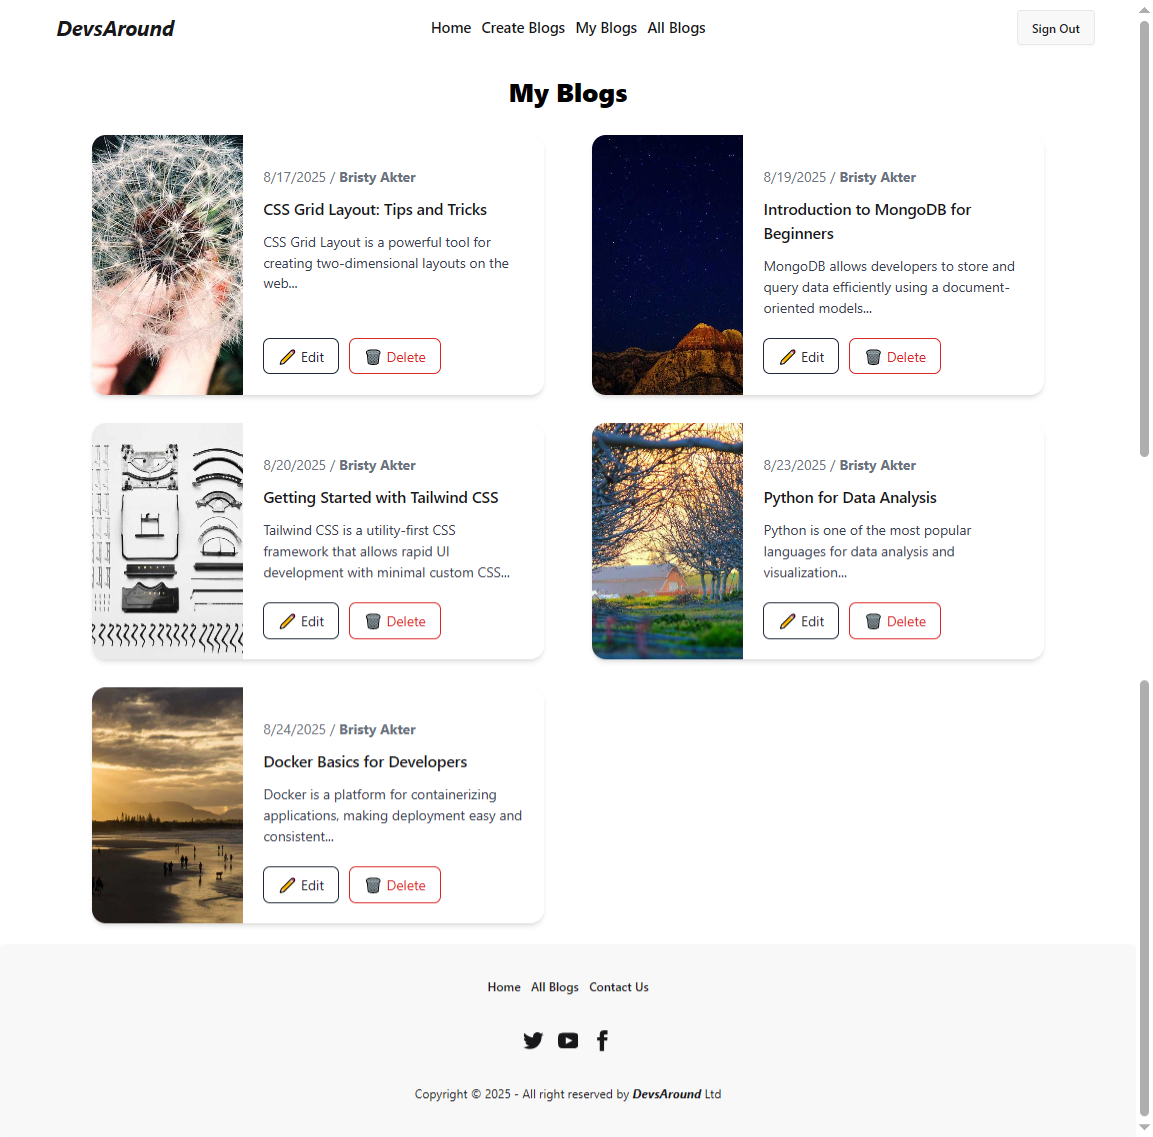 DevsAround
Home Create Blogs My Blogs All Blogs
Sign Out
My Blogs
8/17/2025 / Bristy Akter
CSS Grid Layout: Tips and Tricks
CSS Grid Layout is a powerful tool for
creating two-dimensional layouts on the
web...
Edit
Delete
8/19/2025 / Bristy Akter
Introduction to MongoDB for
Beginners
MongoDB allows developers to store and
query data efficiently using a document-
oriented models...
Edit
Delete
8/20/2025 / Bristy Akter
Getting Started with Tailwind CSS
Tailwind CSS is a utility-first CSS
framework that allows rapid UI
development with minimal custom CSS...
Edit
Delete
8/23/2025 / Bristy Akter
Python for Data Analysis
Python is one of the most popular
languages for data analysis and
visualization...
Edit
Delete
8/24/2025 / Bristy Akter
Docker Basics for Developers
Docker is a platform for containerizing
applications, making deployment easy and
consistent...
Edit
Delete
Home All Blogs Contact Us
Copyright © 2025 - All right reserved by DevsAround Ltd